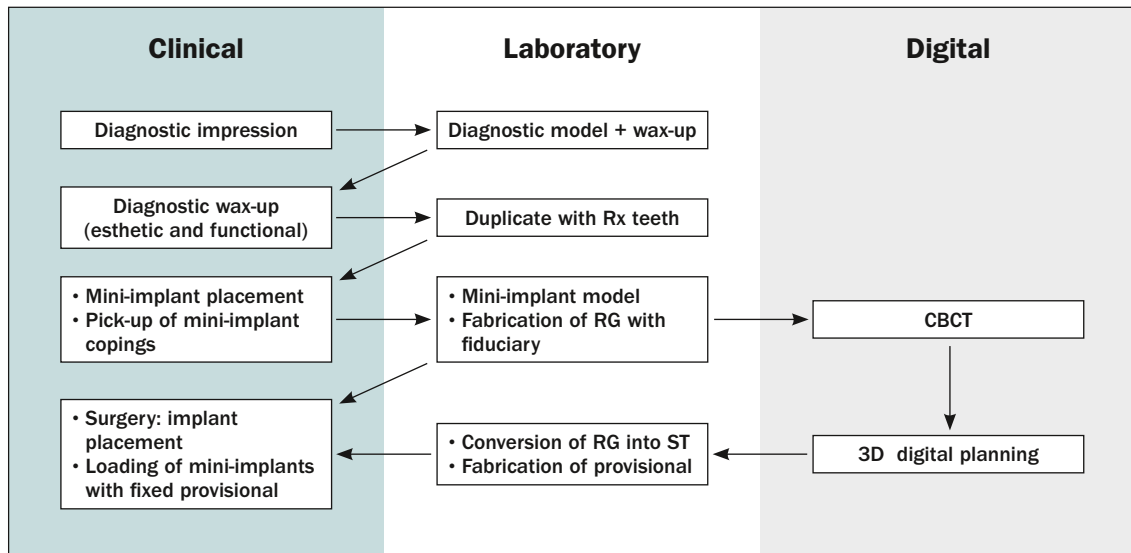 Clinical
Laboratory
Digital
Diagnostic impression
Diagnostic model + wax-up
Diagnostic wax-up
(esthetic and functional)
Duplicate with Rx teeth
• Mini-implant placement
• Pick-up of mini-implant
copings
• Mini-implant model
• Fabrication of RG with
fiduciary
CBCT
• Surgery: implant
placement
• Loading of mini-implants
with fixed provisional
• Conversion of RG into ST
• Fabrication of provisional
3D digital planning